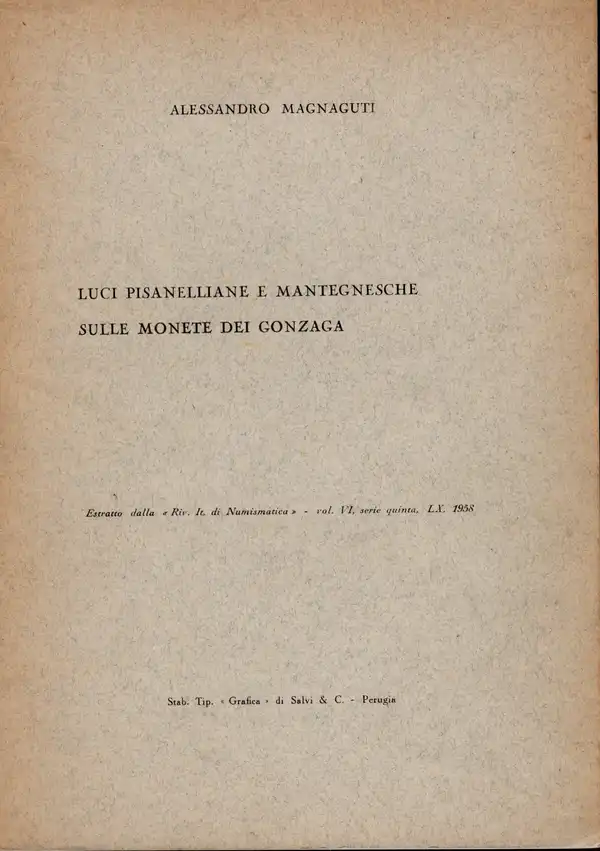 ALESSANDRO MAGNAGUTI
LUCI PISANELLIANE E MANTEGNESCHE
SULLE MONETE DEI GONZAGA
Estratto dalla « Riv. It. di Numismatica » - vol. VI, serie quinta, LX, 1958
Stab. Tip. « Grafica » di Salvi & C. - Perugia